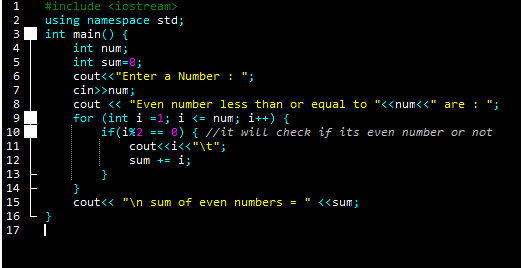 1 #include <iostream>
2 using namespace std;
3 int main() {
4 int num;
5 int sum=0;
6 cout<<"Enter a Number : ";
7 cin>>num;
8 cout << "Even number less than or equal to "<<num<<" are : ";
9 for (int i =1; i <= num; i++) {
10 if(i%2 == 0) { //it will check if its even number or not
11 cout<<i<<"\t";
12 sum += i;
13 }
14 }
15 cout<< "\n sum of even numbers = " <<sum;
16 }
17